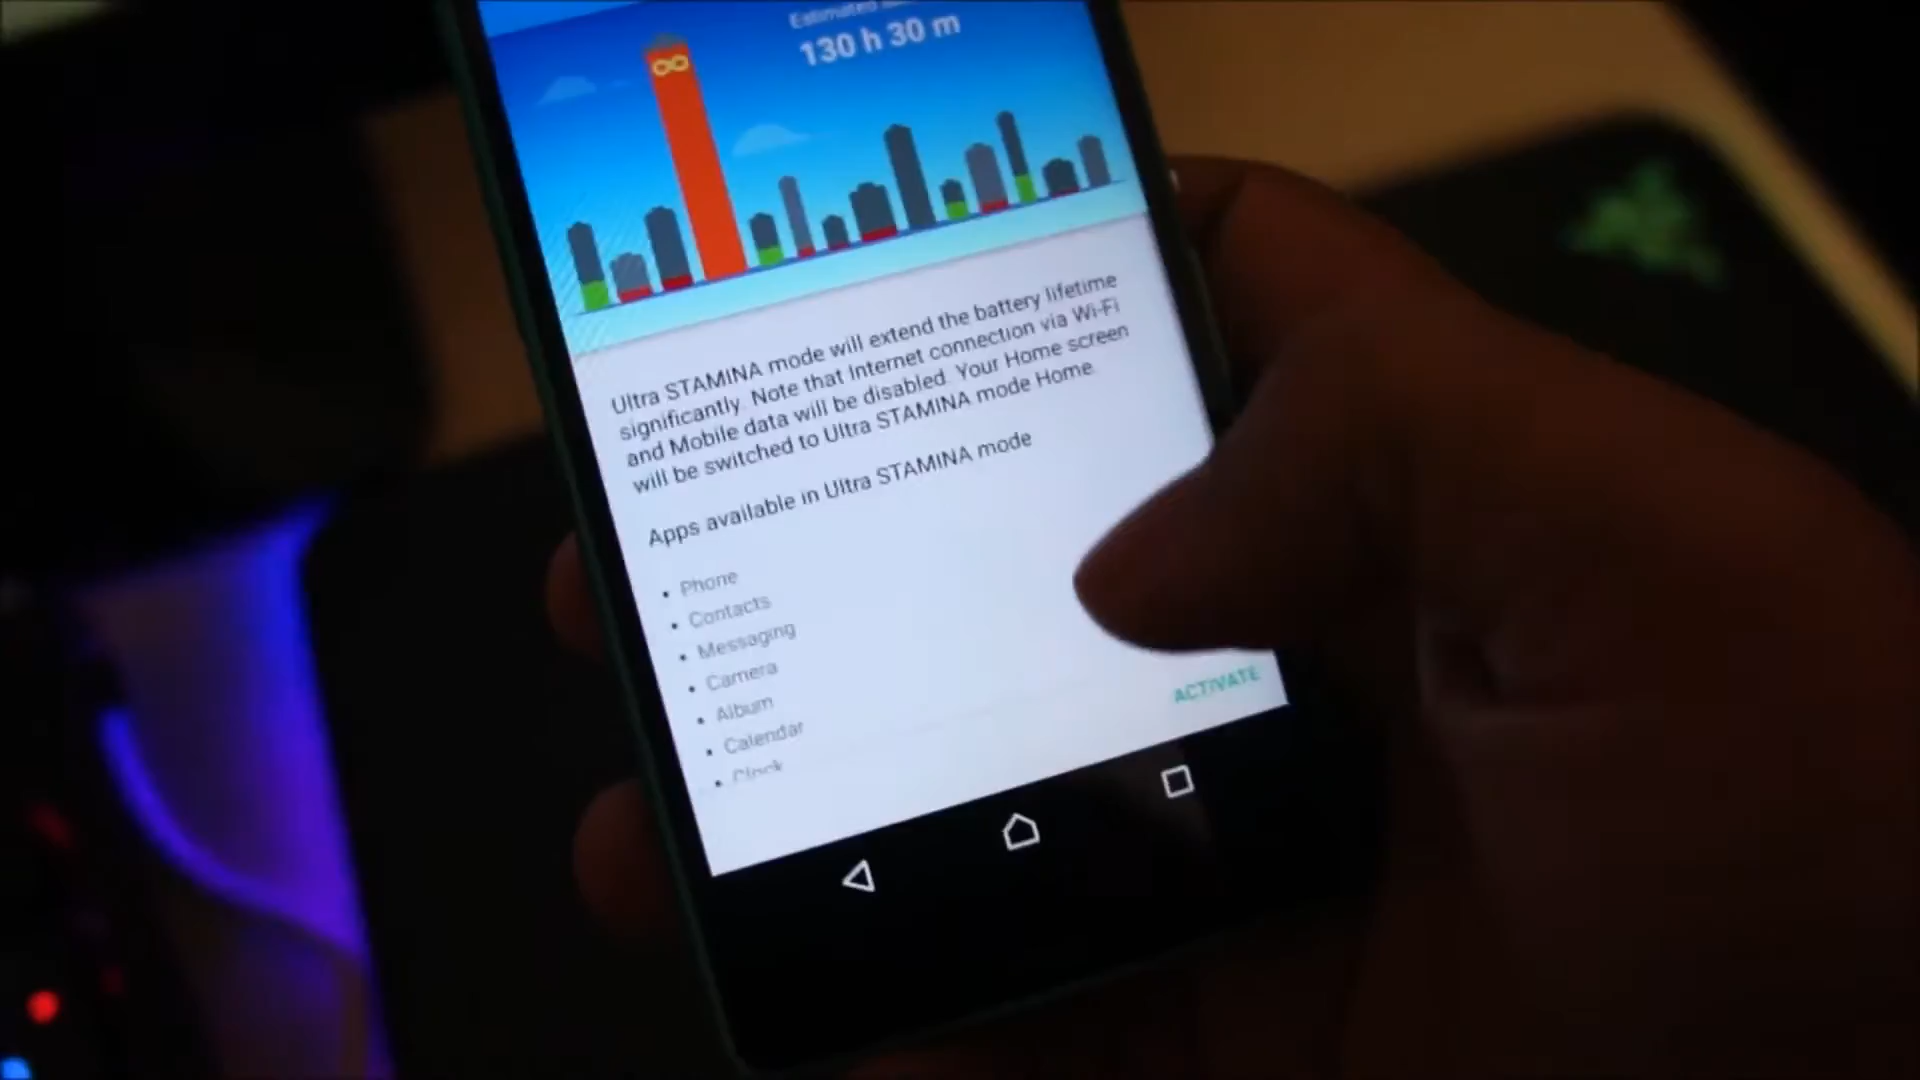 Estimated
130 h 30 m
Ultra STAMINA mode will extend the battery lifetime
significantly. Note that Internet connection via Wi-Fi
and Mobile data will be disabled. Your Home screen
will be switched to Ultra STAMINA mode Home.
Apps available in Ultra STAMINA mode
• Phone
• Contacts
• Messaging
• Camera
• Album
• Calendar
• Clock
ACTIVATE